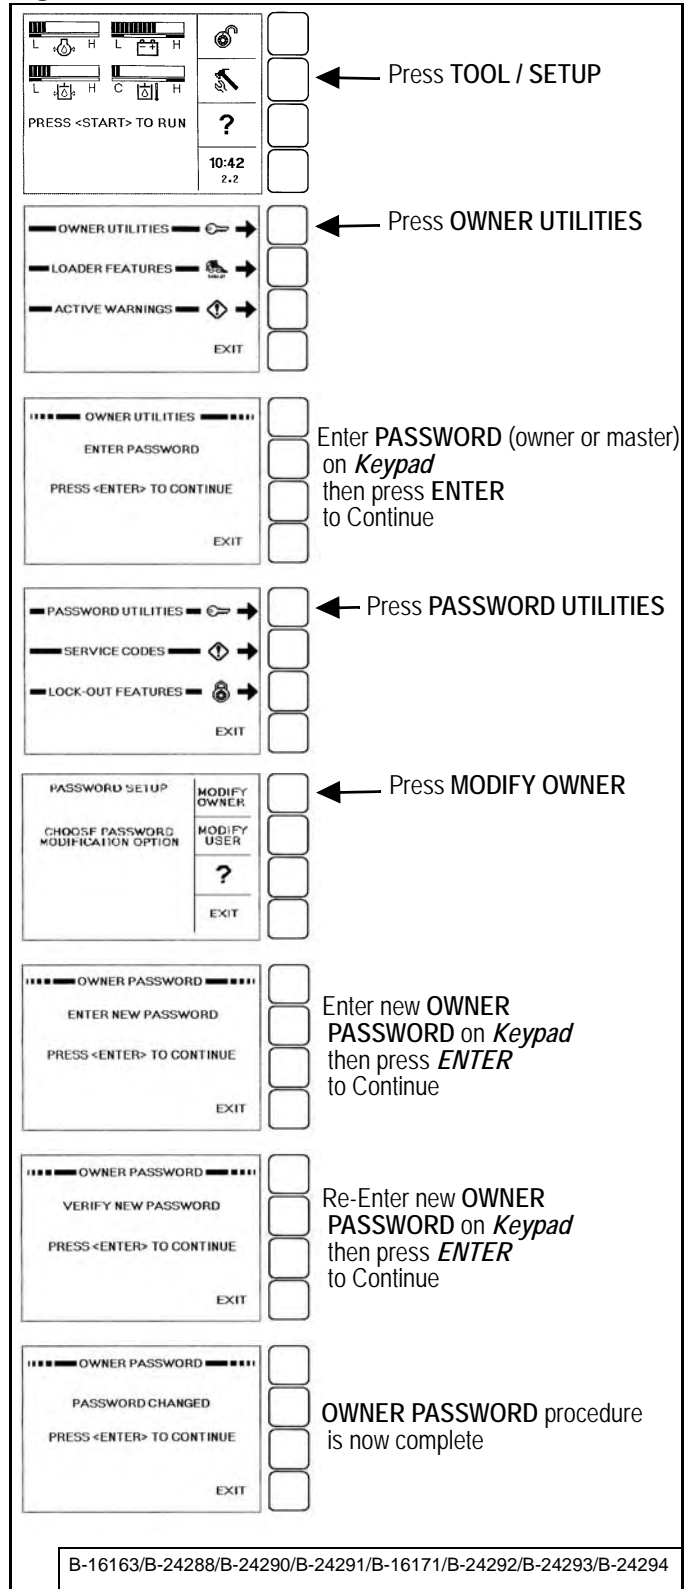 L H L H
L H C H
PRESS <START> TO RUN
?
10:42
2.2
Press TOOL / SETUP
OWNER UTILITIES
LOADER FEATURES
ACTIVE WARNINGS
EXIT
Press OWNER UTILITIES
OWNER UTILITIES
ENTER PASSWORD
PRESS <ENTER> TO CONTINUE
EXIT
Enter PASSWORD (owner or master)
on Keypad
then press ENTER
to Continue
PASSWORD UTILITIES
SERVICE CODES
LOCK-OUT FEATURES
EXIT
Press PASSWORD UTILITIES
PASSWORD SETUP
CHOOSE PASSWORD
MODIFICATION OPTION
MODIFY
OWNER
MODIFY
USER
?
EXIT
Press MODIFY OWNER
OWNER PASSWORD
ENTER NEW PASSWORD
PRESS <ENTER> TO CONTINUE
EXIT
Enter new OWNER
PASSWORD on Keypad
then press ENTER
to Continue
OWNER PASSWORD
VERIFY NEW PASSWORD
PRESS <ENTER> TO CONTINUE
EXIT
Re-Enter new OWNER
PASSWORD on Keypad
then press ENTER
to Continue
OWNER PASSWORD
PASSWORD CHANGED
PRESS <ENTER> TO CONTINUE
EXIT
OWNER PASSWORD procedure
is now complete
B-16163/B-24288/B-24290/B-24291/B-16171/B-24292/B-24293/B-24294